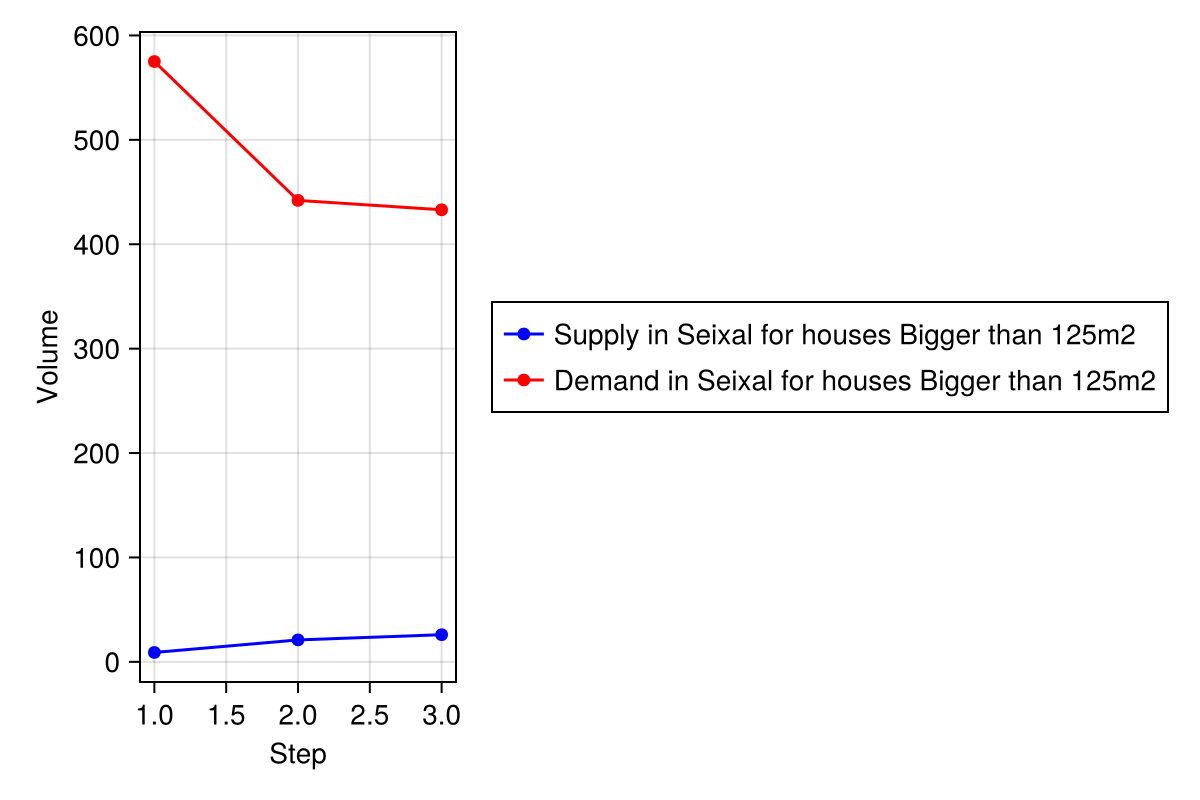 600
500
400
300
200
100
0
Volume
1.0 1.5 2.0 2.5 3.0
Step
Supply in Seixal for houses Bigger than 125m2
Demand in Seixal for houses Bigger than 125m2